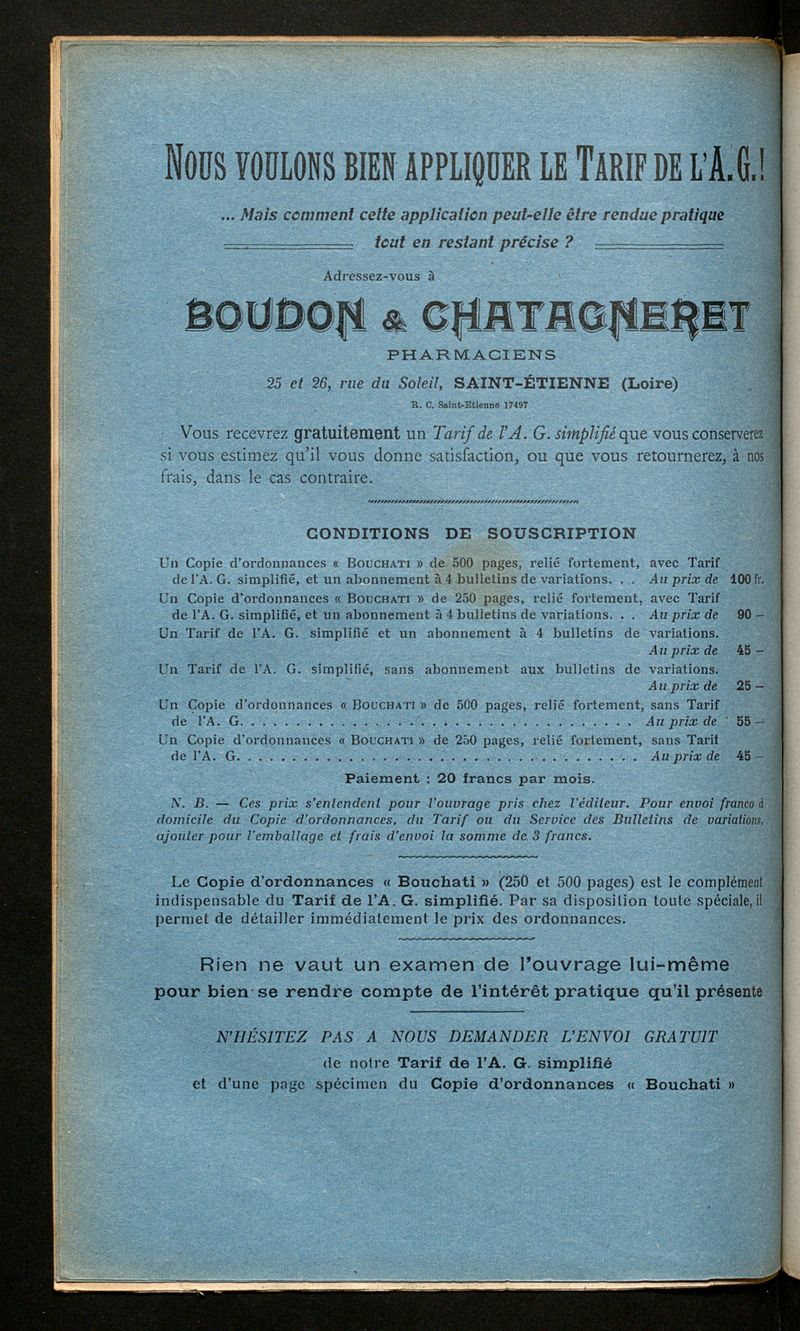 NOUS VOULONS BIEN APPLIQUER LE TARIF DE L'A.G.!
... Mais comment cette application peut-elle être rendue pratique
tout en restant précise ?
Adressez-vous à
BOUDON & CHATAGNERET
PHARMACIENS
25 et 26, rue du Soleil, SAINT-ÉTIENNE (Loire)
R. C. Saint-Etienne 17497
Vous recevrez gratuitement un Tarif de l'A. G. simplifié que vous conserverez
si vous estimez qu'il vous donne satisfaction, ou que vous retournerez, à nos
frais, dans le cas contraire.
CONDITIONS DE SOUSCRIPTION
Un Copie d'ordonnances « BOUCHATI » de 500 pages, relié fortement, avec Tarif
de l'A. G. simplifié, et un abonnement à 4 bulletins de variations. . . Au prix de 100 fr.
Un Copie d'ordonnances « BOUCHATI » de 250 pages, relié fortement, avec Tarif
de l'A. G. simplifié, et un abonnement à 4 bulletins de variations. . . Au prix de 90 —
Un Tarif de l'A. G. simplifié et un abonnement à 4 bulletins de variations.
Au prix de 45 —
Un Tarif de l'A. G. simplifié, sans abonnement aux bulletins de variations.
Au prix de 25 —
Un Copie d'ordonnances « BOUCHATI » de 500 pages, relié fortement, sans Tarif
de l'A. G. . . . . . . . . . . . . . . . . . . . . . . . . . . . . . . . . . . . . . Au prix de 55 —
Un Copie d'ordonnances « BOUCHATI » de 250 pages, relié fortement, sans Tarif
de l'A. G. . . . . . . . . . . . . . . . . . . . . . . . . . . . . . . . . . . . . . Au prix de 45 —
Paiement : 20 francs par mois.
N. B. — Ces prix s'entendent pour l'ouvrage pris chez l'éditeur. Pour envoi franco à
domicile du Copie d'ordonnances, du Tarif ou du Service des Bulletins de variations,
ajouter pour l'emballage et frais d'envoi la somme de 3 francs.
Le Copie d'ordonnances « Bouchati » (250 et 500 pages) est le complément
indispensable du Tarif de l'A. G. simplifié. Par sa disposition toute spéciale, il
permet de détailler immédiatement le prix des ordonnances.
Rien ne vaut un examen de l'ouvrage lui-même
pour bien se rendre compte de l'intérêt pratique qu'il présente
N'HÉSITEZ PAS A NOUS DEMANDER L'ENVOI GRATUIT
de notre Tarif de l'A. G. simplifié
et d'une page spécimen du Copie d'ordonnances « Bouchati »